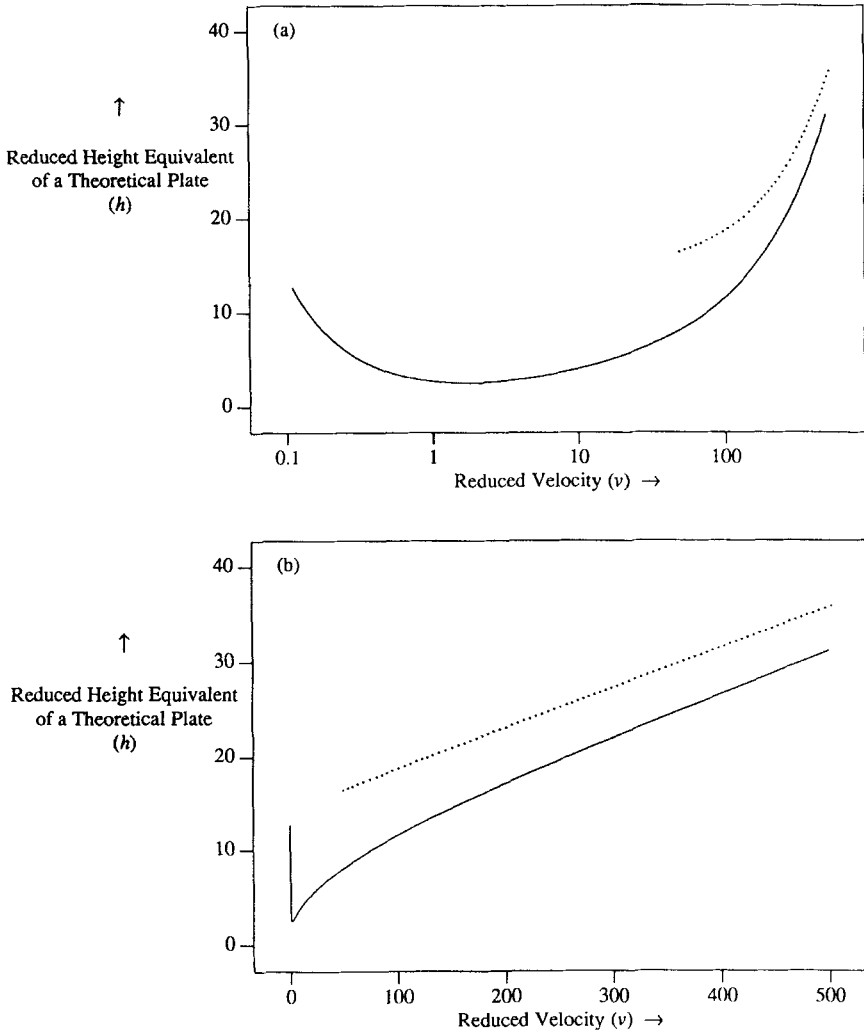 (a)
40
30
20
10
0
↑
Reduced Height Equivalent
of a Theoretical Plate
(h)
0.1 1 10 100
Reduced Velocity (v) →
(b)
40
30
20
10
0
↑
Reduced Height Equivalent
of a Theoretical Plate
(h)
0 100 200 300 400 500
Reduced Velocity (v) →